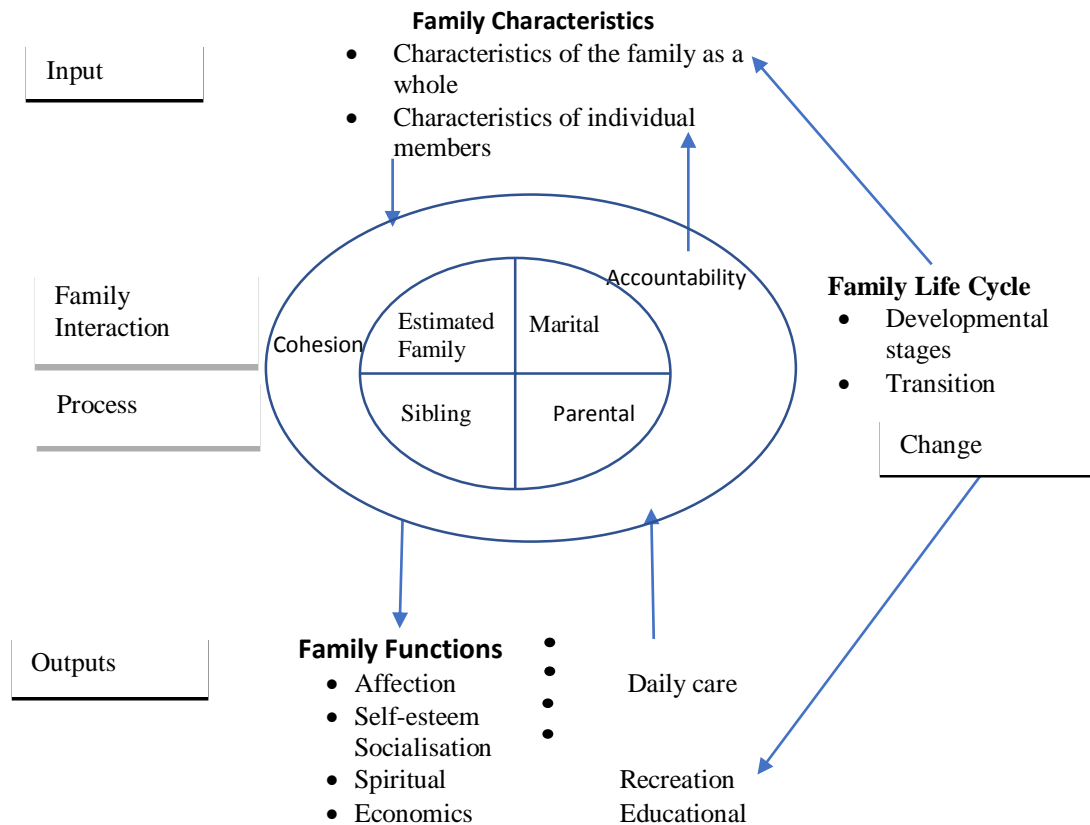 Family Characteristics
• Characteristics of the family as a
whole
• Characteristics of individual
members
Input
Family
Interaction
Process
Cohesion
Accountability
Estimated
Family
Marital
Sibling
Parental
Family Life Cycle
• Developmental
stages
• Transition
Change
Outputs
Family Functions
• Affection
• Self-esteem
Socialisation
• Spiritual
• Economics
•
•
•
•
Daily care
Recreation
Educational